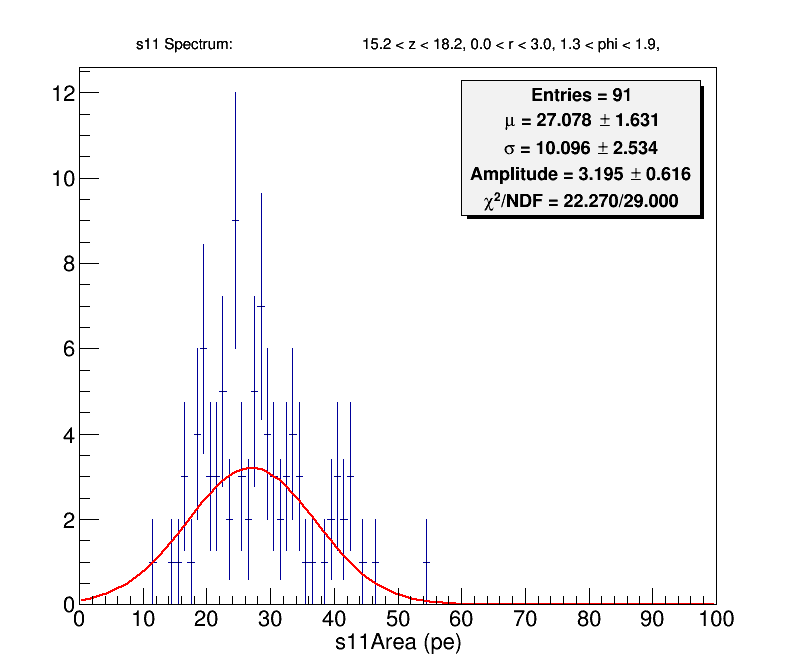 s11 Spectrum: 15.2 < z < 18.2, 0.0 < r < 3.0, 1.3 < phi < 1.9,
Entries = 91
μ = 27.078 ± 1.631
σ = 10.096 ± 2.534
Amplitude = 3.195 ± 0.616
χ²/NDF = 22.270/29.000
12
10
8
6
4
2
0
0 10 20 30 40 50 60 70 80 90 100
s11Area (pe)